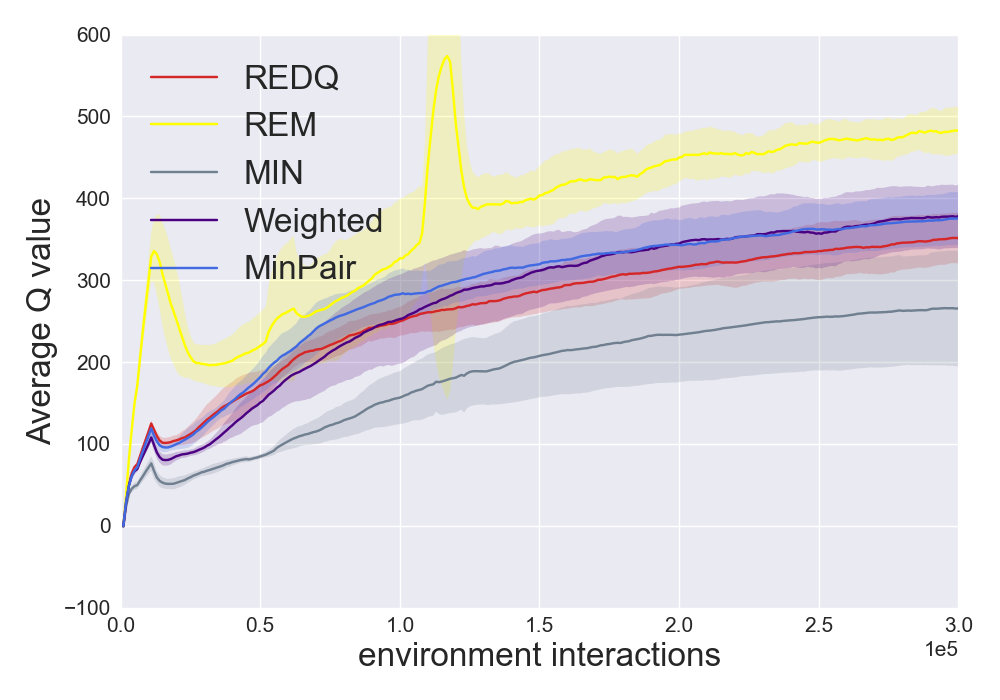 600
500
400
300
200
100
0
−100
Average Q value
REDQ
REM
MIN
Weighted
MinPair
0.0 0.5 1.0 1.5 2.0 2.5 3.0
1e5
environment interactions